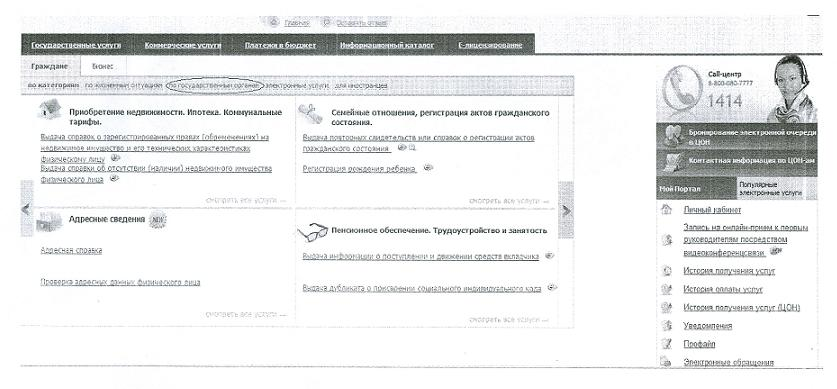 Главная Оставить отзыв
Государственные услуги Коммерческие услуги Платежи в бюджет Информационный каталог Е-лицензирование
Граждане Бизнес
по категориям по жизненным ситуациям по государственным органам электронные услуги для иностранцев
Приобретение недвижимости. Ипотека. Коммунальные
тарифы.
Выдача справок о зарегистрированных правах (обременениях) на
недвижимое имущество и его технических характеристиках
физическому лицу
Выдача справки об отсутствии (наличии) недвижимого имущества
физического лица
смотреть все услуги
Семейные отношения, регистрация актов гражданского
состояния.
Выдача повторных свидетельств или справок о регистрации актов
гражданского состояния
Регистрация рождения ребенка
смотреть все услуги
Адресные сведения
Адресная справка
Проверка адресных данных физического лица
смотреть все услуги
Пенсионное обеспечение. Трудоустройство и занятость
Выдача информации о поступлении и движении средств вкладчика
Выдача дубликата о присвоении социального индивидуального кода
смотреть все услуги
Call-центр
8-800-080-7777
1414
Бронирование электронной очереди
в ЦОН
Контактная информация по ЦОН-ам
Мой Портал
Популярные
электронные услуги
Личный кабинет
Запись на онлайн-прием к первым
руководителям посредством
видеоконференцсвязи
История получения услуг
История оплаты услуг
История получения услуг (ЦОН)
Уведомления
Профайл
Электронные обращения